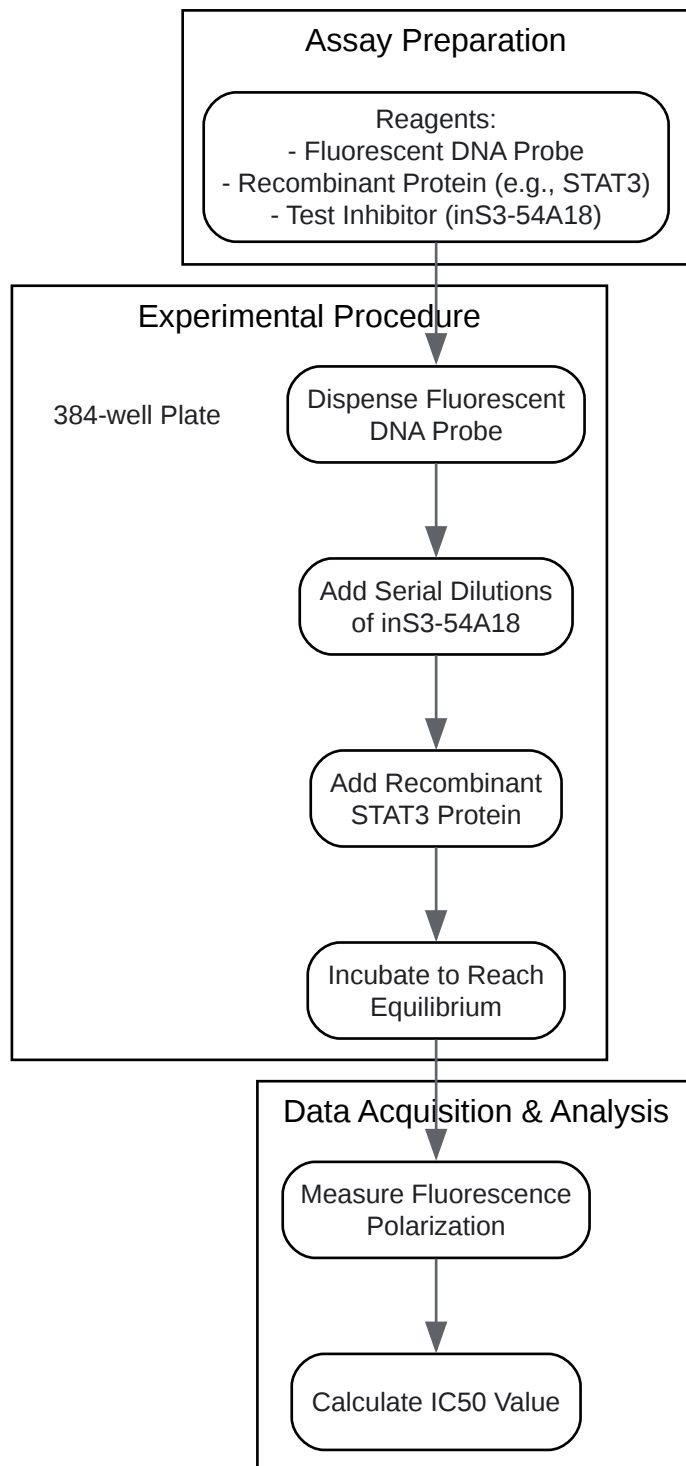 Assay Preparation
Reagents:
- Fluorescent DNA Probe
- Recombinant Protein (e.g., STAT3)
- Test Inhibitor (inS3-54A18)
Experimental Procedure
384-well Plate
Dispense Fluorescent
DNA Probe
Add Serial Dilutions
of inS3-54A18
Add Recombinant
STAT3 Protein
Incubate to Reach
Equilibrium
Data Acquisition & Analysis
Measure Fluorescence
Polarization
Calculate IC50 Value